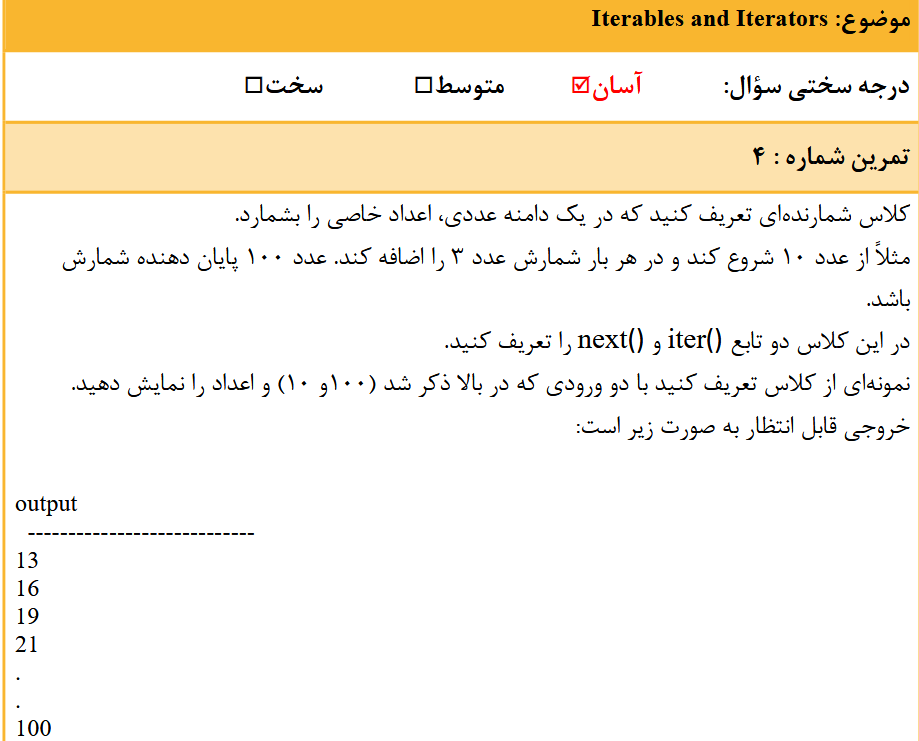 موضوع: Iterables and Iterators
درجه سختی سؤال: آسان☑ متوسط☐ سخت☐
تمرین شماره : ۴
کلاس شمارنده‌ای تعریف کنید که در یک دامنه عددی، اعداد خاصی را بشمارد.
مثلاً از عدد ۱۰ شروع کند و در هر بار شمارش عدد ۳ را اضافه کند. عدد ۱۰۰ پایان دهنده شمارش
باشد.
در این کلاس دو تابع iter() و next() را تعریف کنید.
نمونه‌ای از کلاس تعریف کنید با دو ورودی که در بالا ذکر شد (۱۰۰و ۱۰) و اعداد را نمایش دهید.
خروجی قابل انتظار به صورت زیر است:
output
----------------------------
13
16
19
21
.
.
100